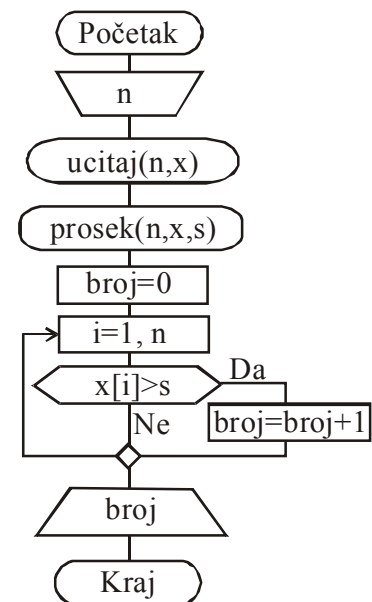 Početak
n
ucitaj(n,x)
prosek(n,x,s)
broj=0
i=1, n
x[i]>s
Da
Ne
broj=broj+1
broj
Kraj